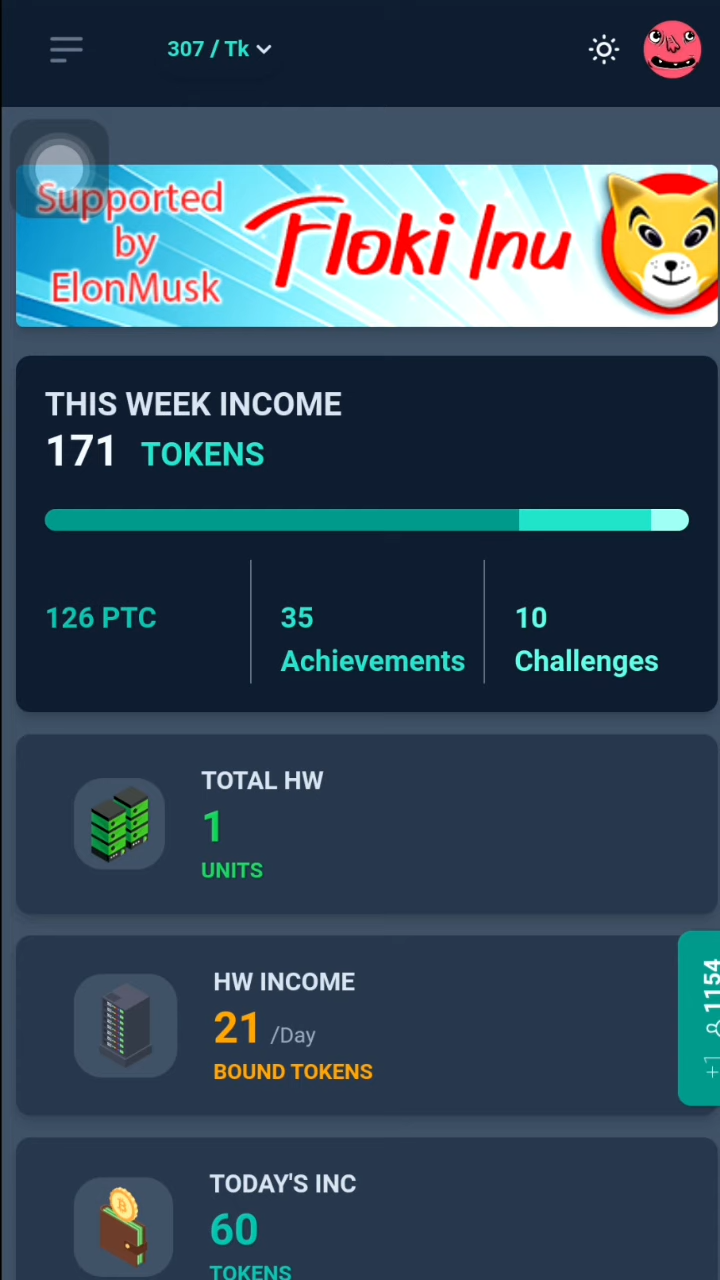 307 / Tk
Supported
by
ElonMusk
Floki Inu
THIS WEEK INCOME
171 TOKENS
126 PTC
35
Achievements
10
Challenges
TOTAL HW
1
UNITS
HW INCOME
21 /Day
BOUND TOKENS
+1 1154
TODAY'S INC
60
TOKENS